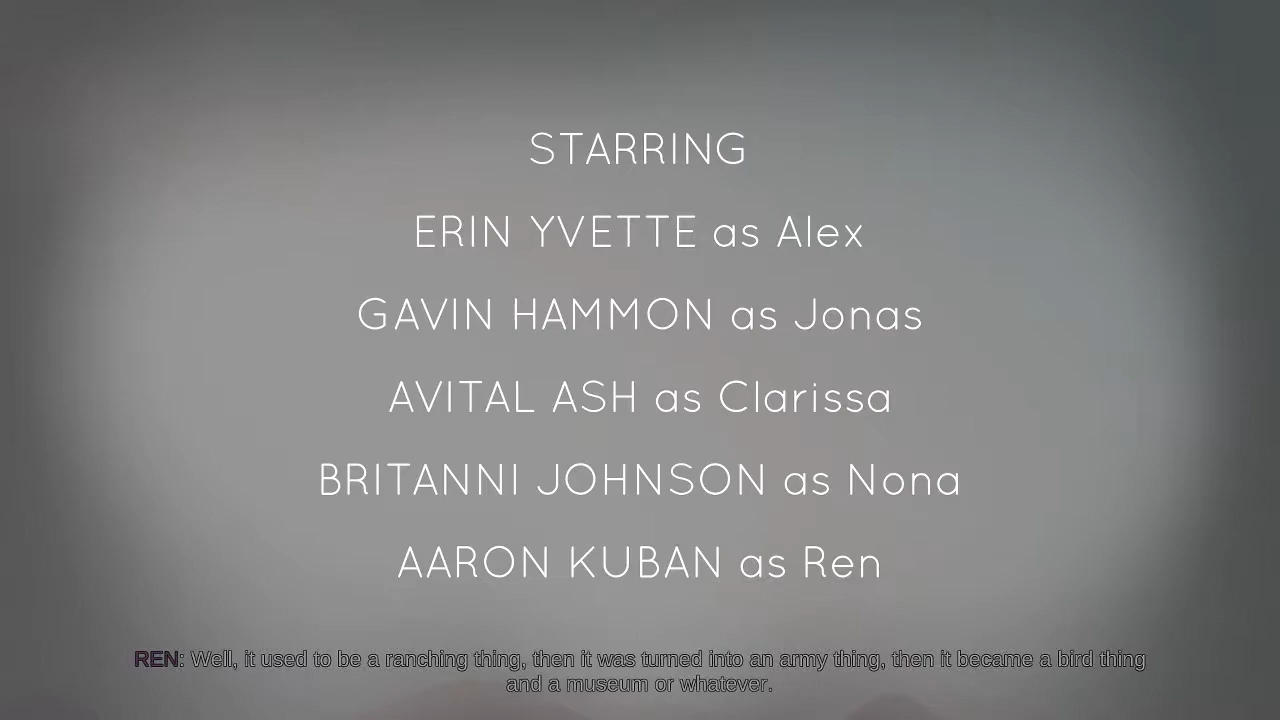 STARRING
ERIN YVETTE as Alex
GAVIN HAMMON as Jonas
AVITAL ASH as Clarissa
BRITANNI JOHNSON as Nona
AARON KUBAN as Ren
REN: Well, it used to be a ranching thing, then it was turned into an army thing, then it became a bird thing
and a museum or whatever.